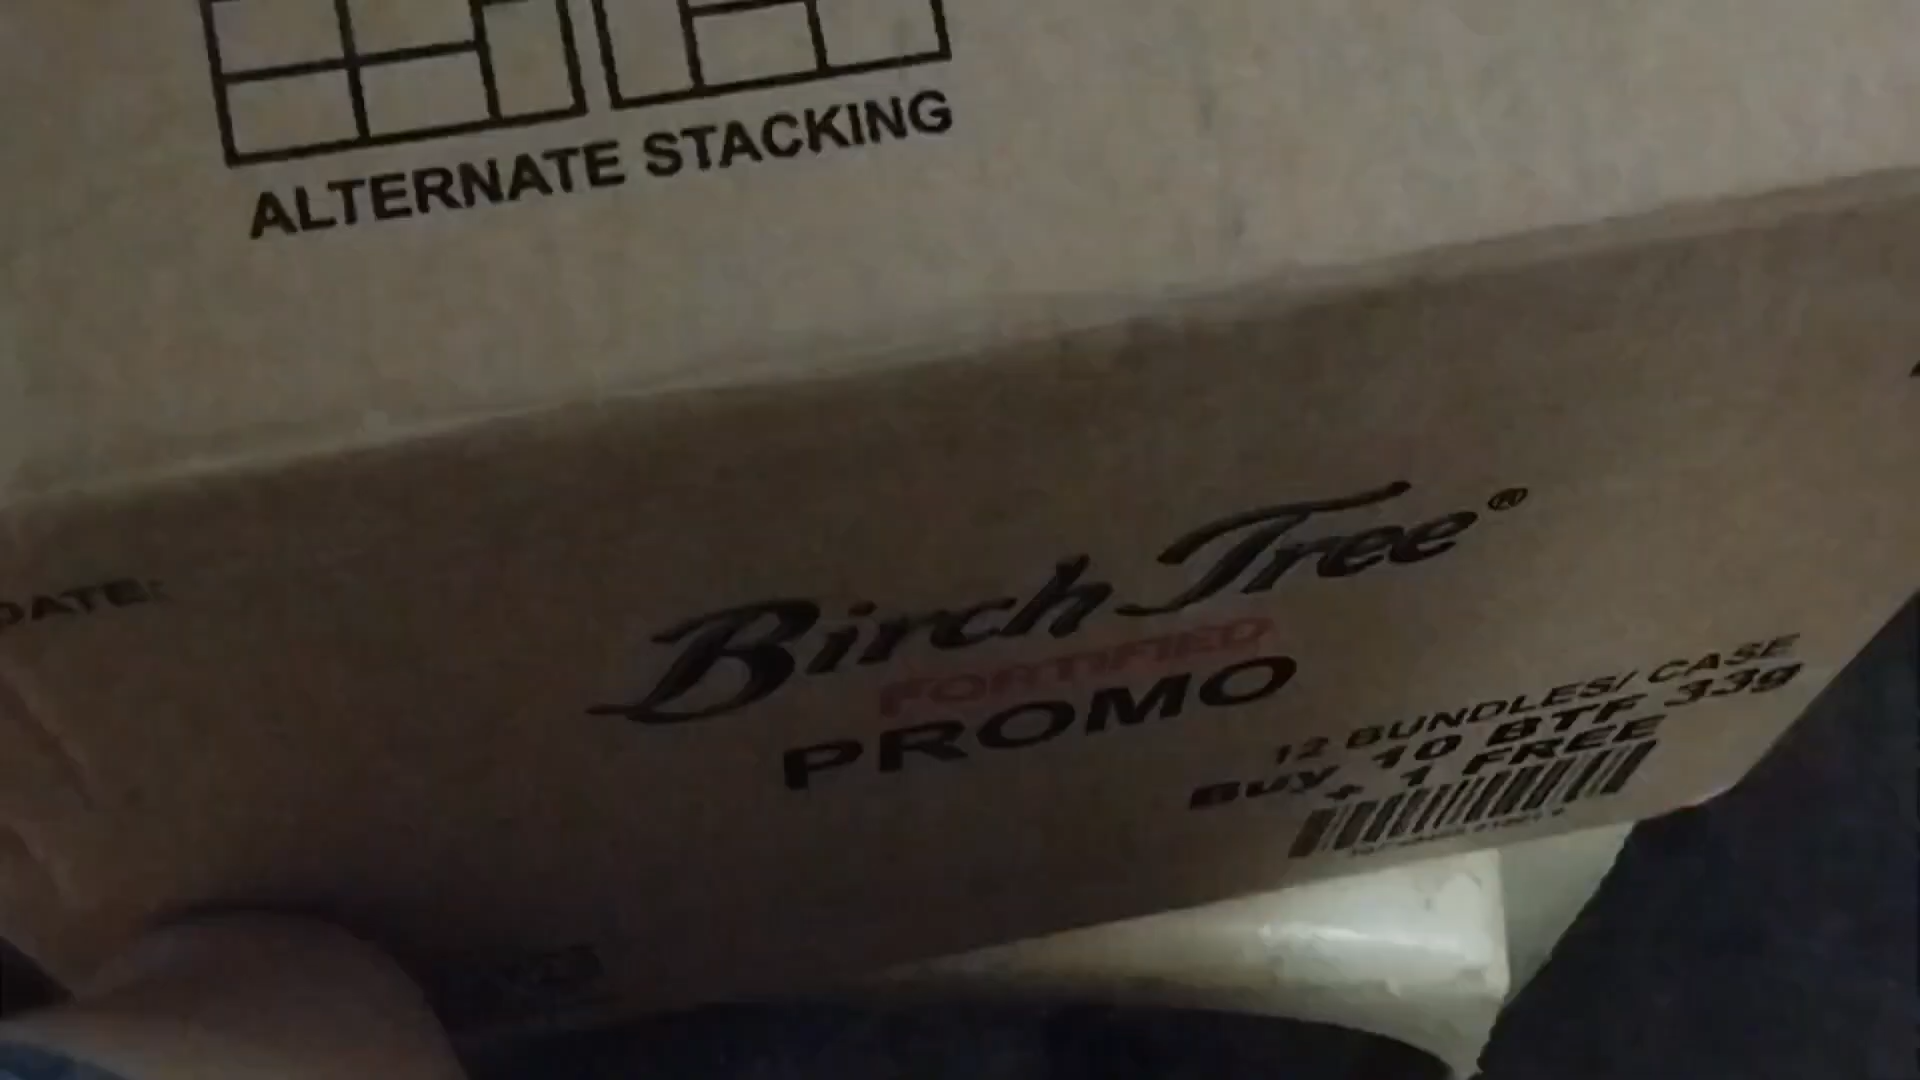 ALTERNATE STACKING
DATE:
Birch Tree®
FORTIFIED
PROMO
12 BUNDLES/ CASE
Buy 10 BTF 33g
+ 1 FREE